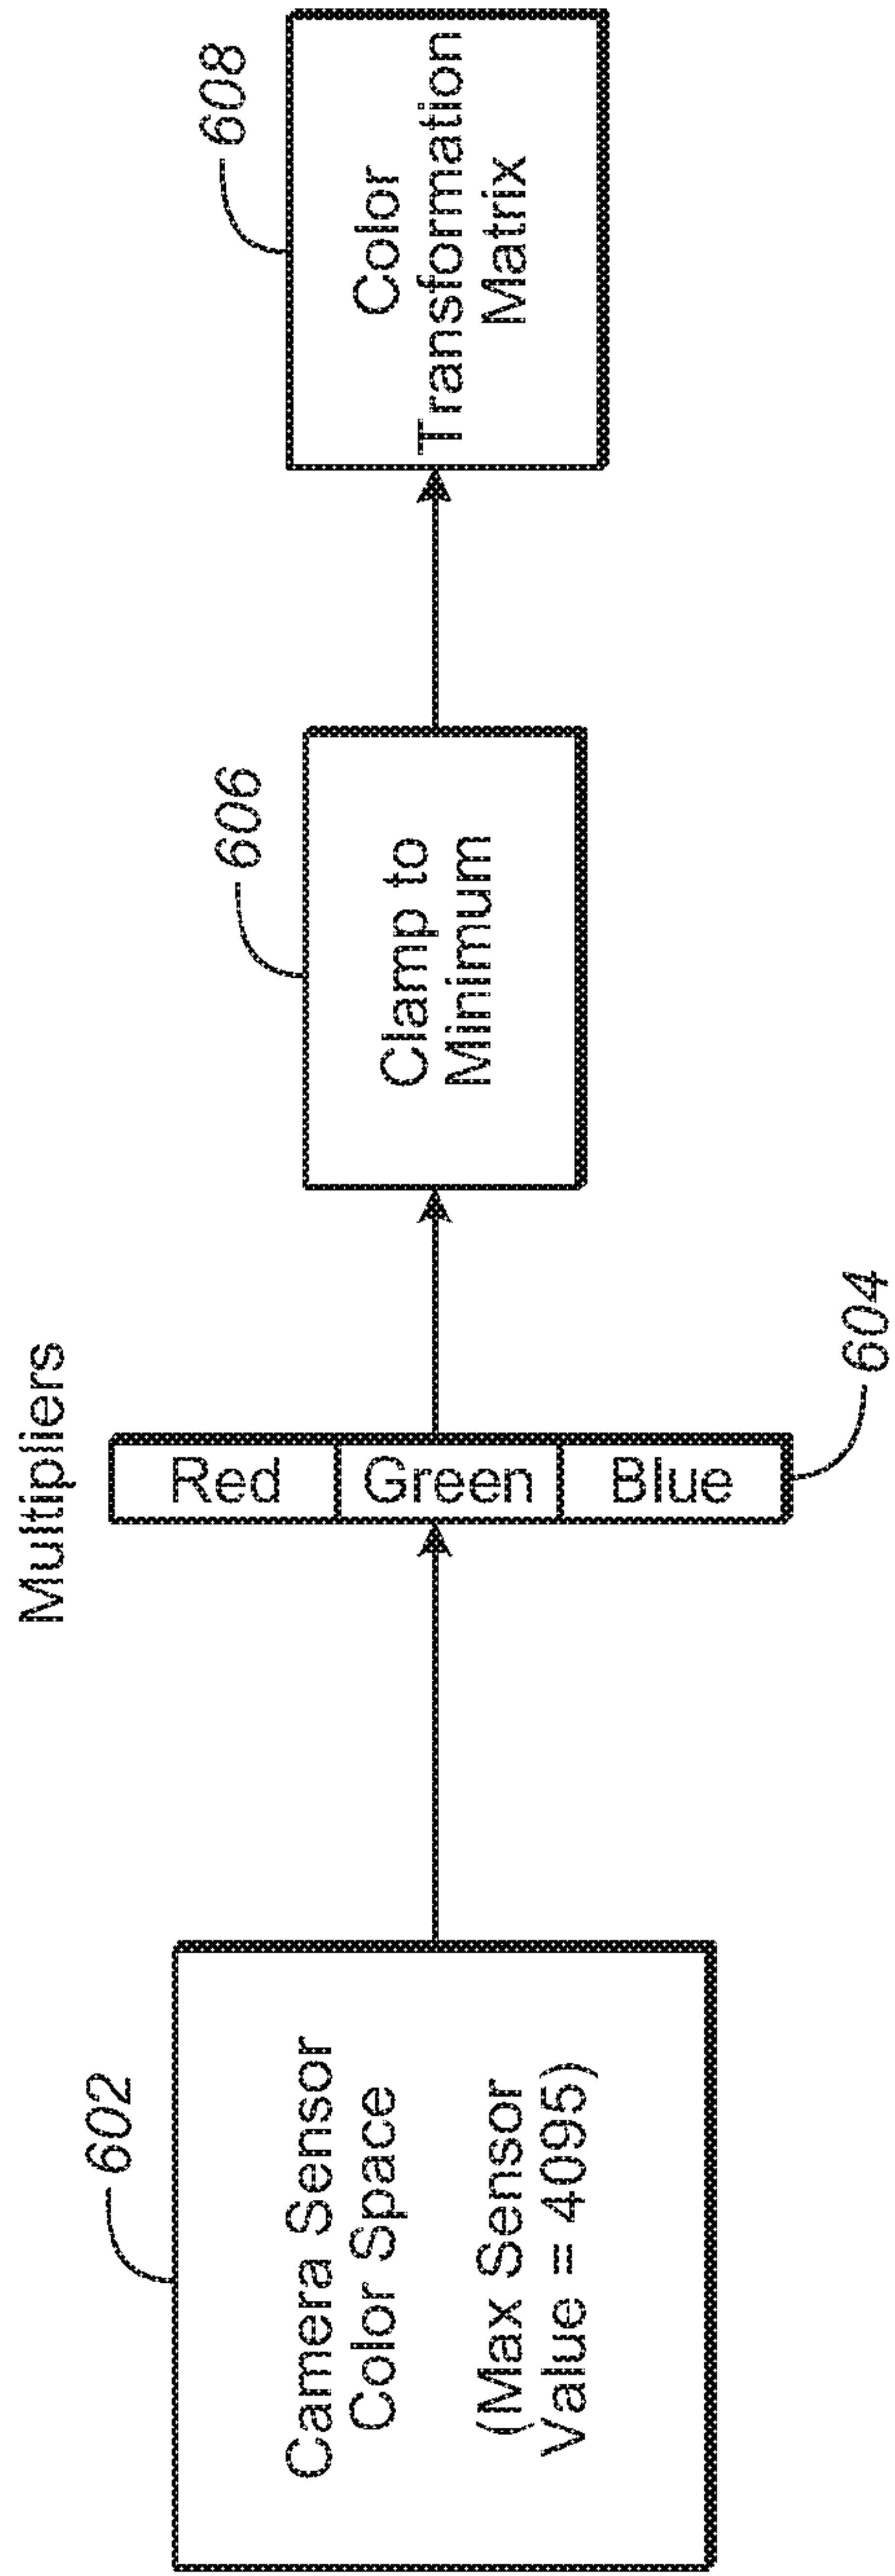 602
Camera Sensor
Color Space
(Max Sensor
Value = 4095)
Multipliers
Red
Green
Blue
604
606
Clamp to
Minimum
608
Color
Transformation
Matrix